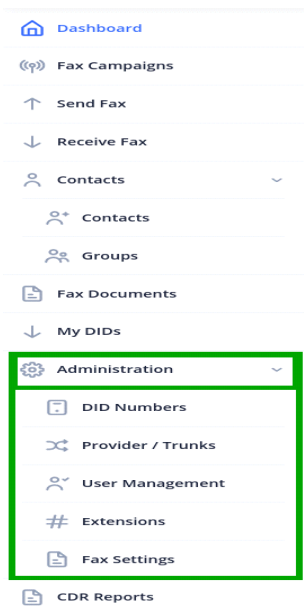 Dashboard
Fax Campaigns
Send Fax
Receive Fax
Contacts
Contacts
Groups
Fax Documents
My DIDs
Administration
DID Numbers
Provider / Trunks
User Management
Extensions
Fax Settings
CDR Reports